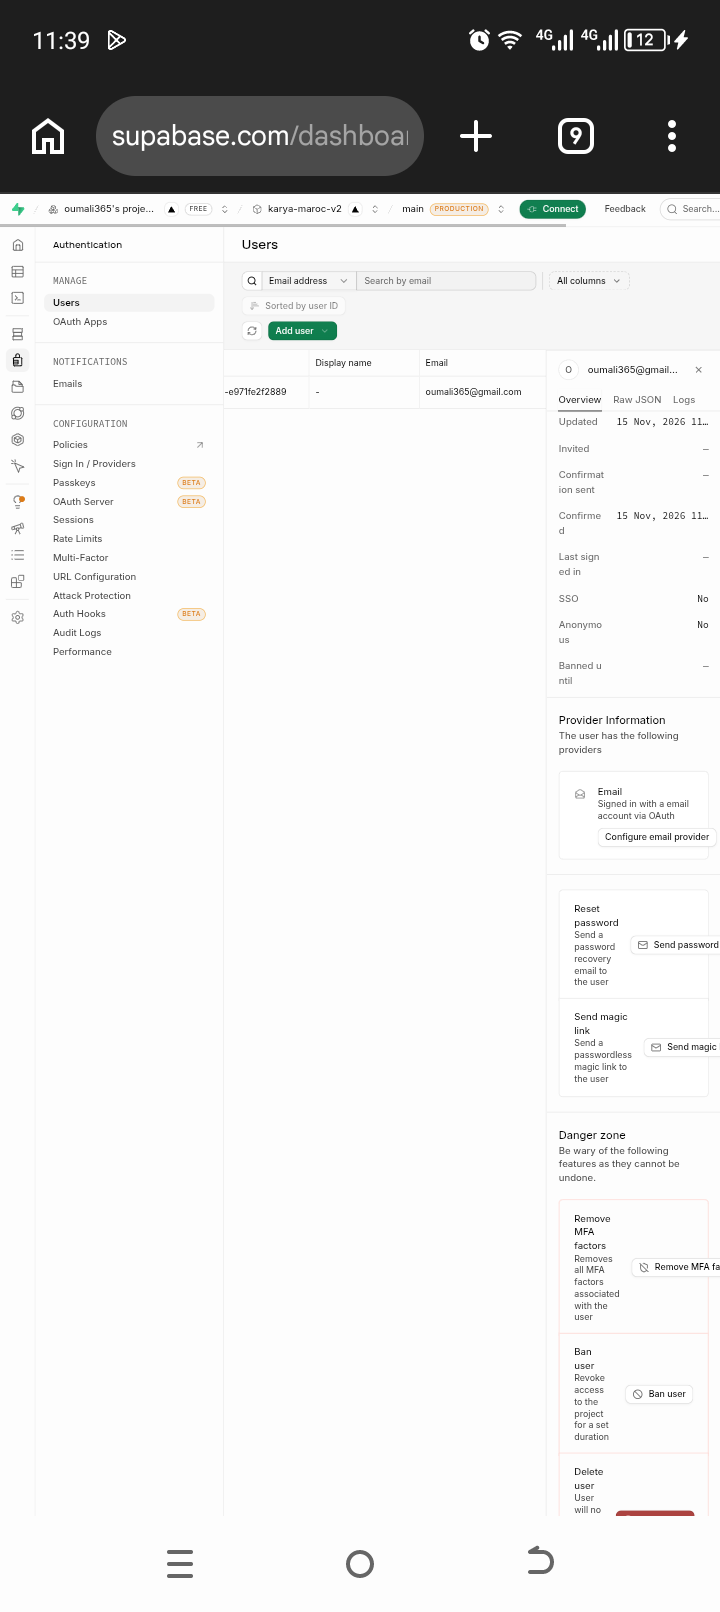 11:39
4G 4G 12
supabase.com/dashboa
9
oumali365's proje... FREE karya-maroc-v2 main PRODUCTION Connect Feedback Search...
Authentication
MANAGE
Users
OAuth Apps
NOTIFICATIONS
Emails
CONFIGURATION
Policies
Sign In / Providers
Passkeys BETA
OAuth Server BETA
Sessions
Rate Limits
Multi-Factor
URL Configuration
Attack Protection
Auth Hooks BETA
Audit Logs
Performance
Users
Email address Search by email All columns
Sorted by user ID
Add user
Display name Email
-e971fe2f2889 - oumali365@gmail.com
O oumali365@gmail...
Overview Raw JSON Logs
Updated 15 Nov, 2026 11…
Invited –
Confirmat
ion sent –
Confirme
d 15 Nov, 2026 11…
Last sign
ed in –
SSO No
Anonymo
us No
Banned u
ntil –
Provider Information
The user has the following
providers
Email
Signed in with a email
account via OAuth
Configure email provider
Reset
password
Send a
password
recovery
email to
the user
Send password
Send magic
link
Send a
passwordless
magic link to
the user
Send magic
Danger zone
Be wary of the following
features as they cannot be
undone.
Remove
MFA
factors
Removes
all MFA
factors
associated
with the
user
Remove MFA fa
Ban
user
Revoke
access
to the
project
for a set
duration
Ban user
Delete
user
User
will no